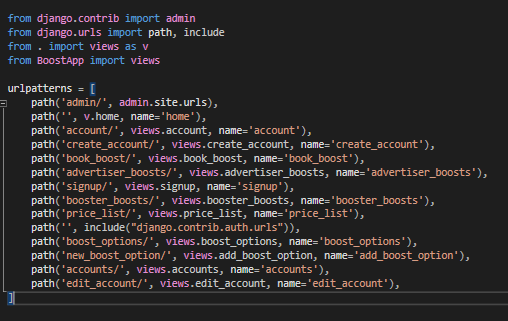 from django.contrib import admin
from django.urls import path, include
from . import views as v
from BoostApp import views
urlpatterns = [
path('admin/', admin.site.urls),
path('', v.home, name='home'),
path('account/', views.account, name='account'),
path('create_account/', views.create_account, name='create_account'),
path('book_boost/', views.book_boost, name='book_boost'),
path('advertiser_boosts/', views.advertiser_boosts, name='advertiser_boosts'),
path('signup/', views.signup, name='signup'),
path('booster_boosts/', views.booster_boosts, name='booster_boosts'),
path('price_list/', views.price_list, name='price_list'),
path('', include("django.contrib.auth.urls")),
path('boost_options/', views.boost_options, name='boost_options'),
path('new_boost_option/', views.add_boost_option, name='add_boost_option'),
path('accounts/', views.accounts, name='accounts'),
path('edit_account/', views.edit_account, name='edit_account'),
]